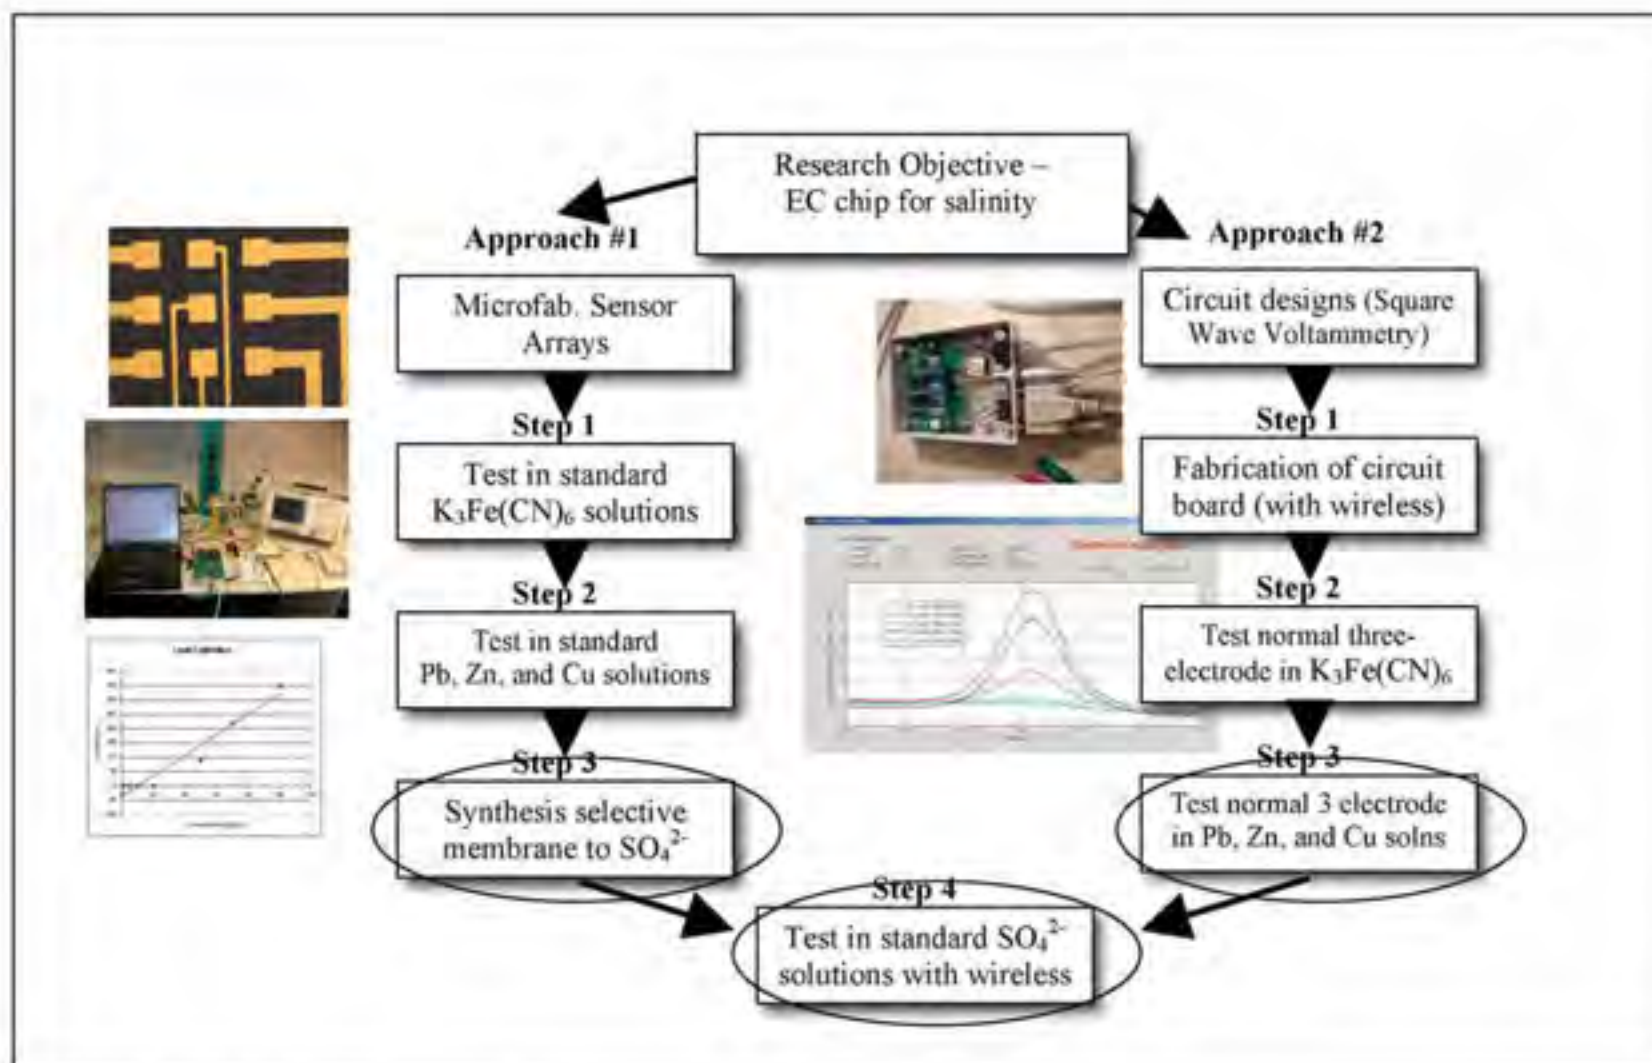 Research Objective –
EC chip for salinity
Approach #1
Microfab. Sensor
Arrays
Step 1
Test in standard
K₃Fe(CN)₆ solutions
Step 2
Test in standard
Pb, Zn, and Cu solutions
Step 3
Synthesis selective
membrane to SO₄²⁻
Approach #2
Circuit designs (Square
Wave Voltammetry)
Step 1
Fabrication of circuit
board (with wireless)
Step 2
Test normal three-
electrode in K₃Fe(CN)₆
Step 3
Test normal 3 electrode
in Pb, Zn, and Cu solns
Step 4
Test in standard SO₄²⁻
solutions with wireless